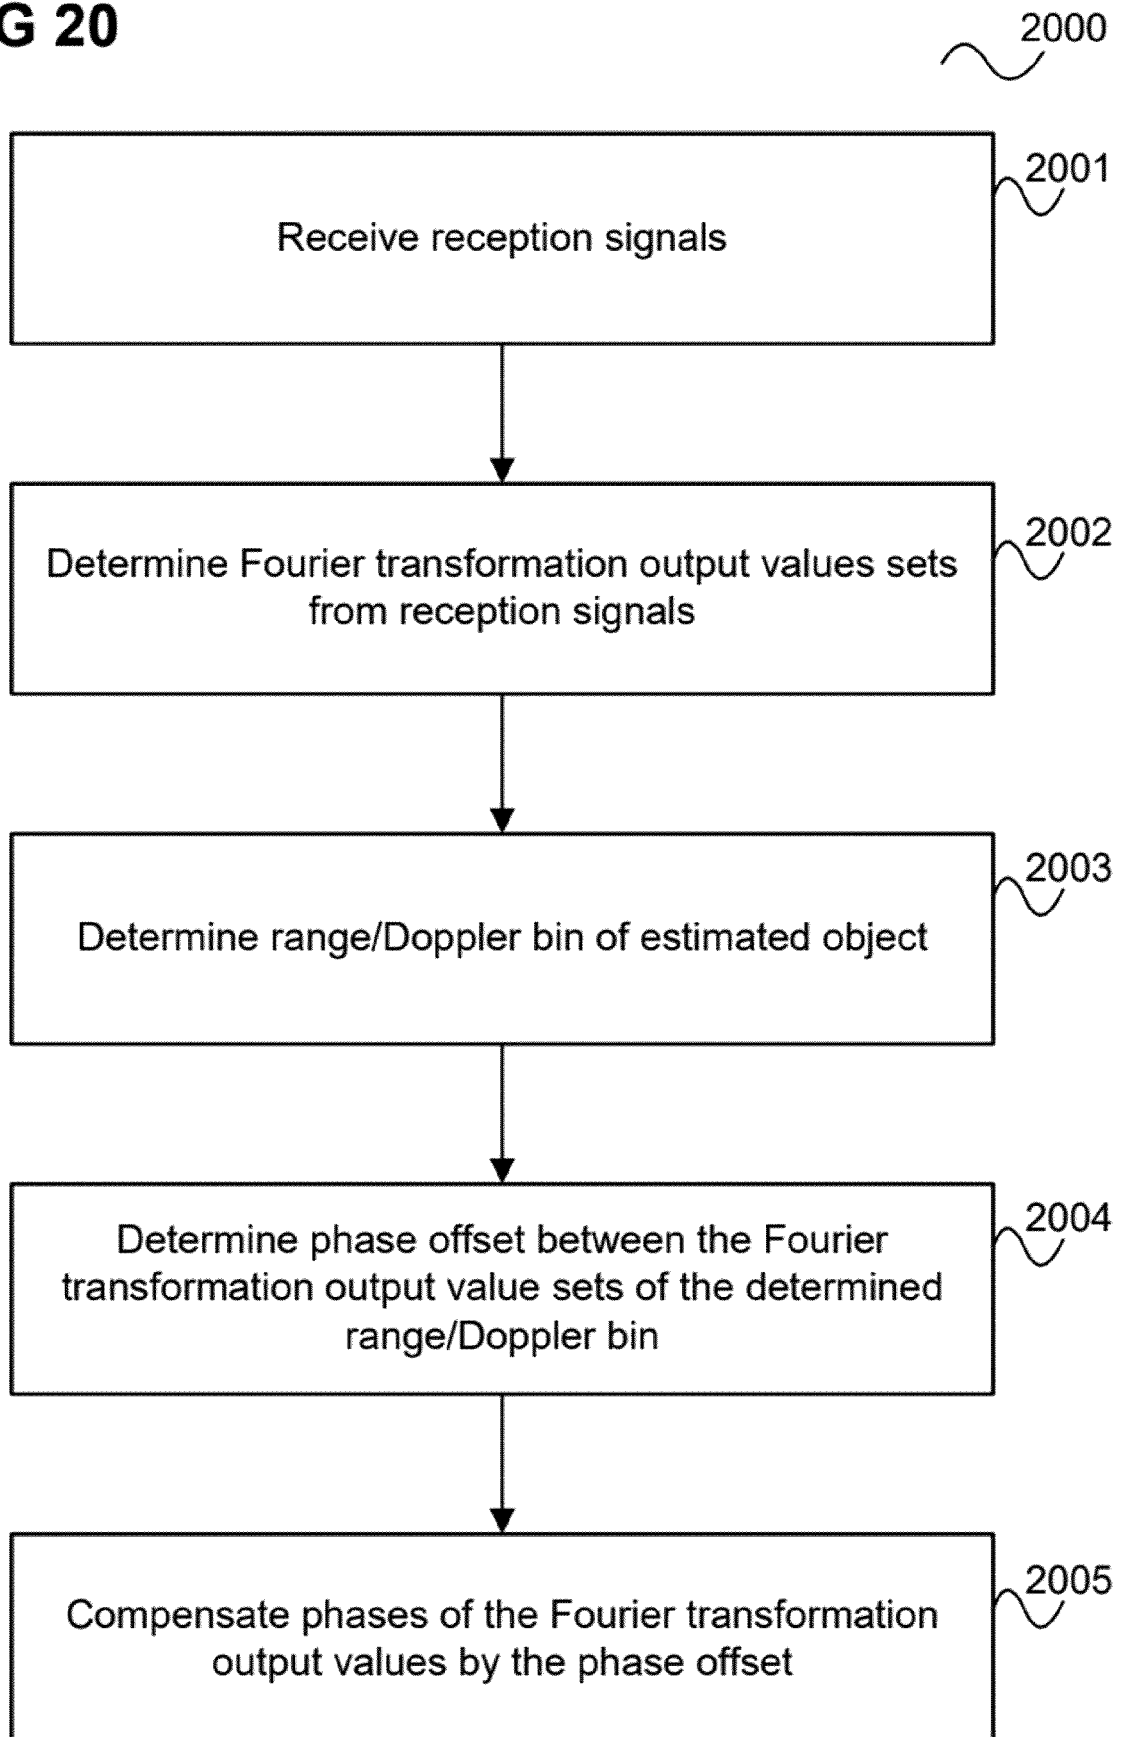 G 20
2000
2001
Receive reception signals
2002
Determine Fourier transformation output values sets
from reception signals
2003
Determine range/Doppler bin of estimated object
2004
Determine phase offset between the Fourier
transformation output value sets of the determined
range/Doppler bin
2005
Compensate phases of the Fourier transformation
output values by the phase offset